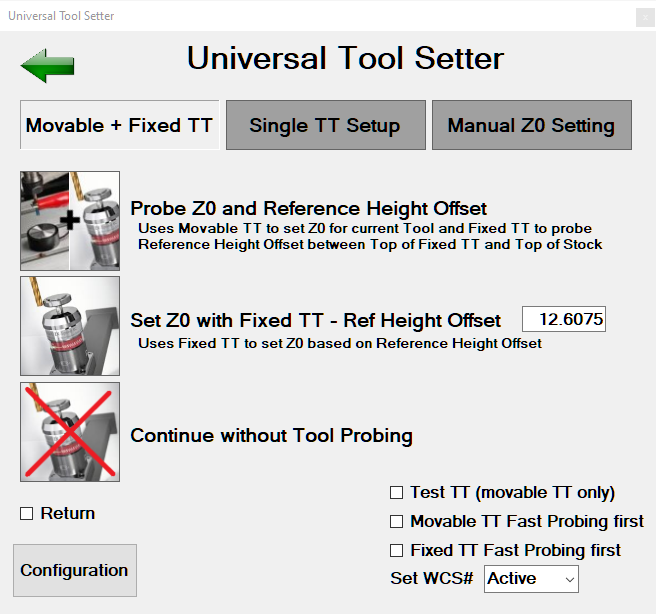 Universal Tool Setter
Universal Tool Setter
Movable + Fixed TT
Single TT Setup
Manual Z0 Setting
Probe Z0 and Reference Height Offset
Uses Movable TT to set Z0 for current Tool and Fixed TT to probe
Reference Height Offset between Top of Fixed TT and Top of Stock
Set Z0 with Fixed TT - Ref Height Offset
12.6075
Uses Fixed TT to set Z0 based on Reference Height Offset
Continue without Tool Probing
Test TT (movable TT only)
Return
Movable TT Fast Probing first
Fixed TT Fast Probing first
Configuration
Set WCS#
Active